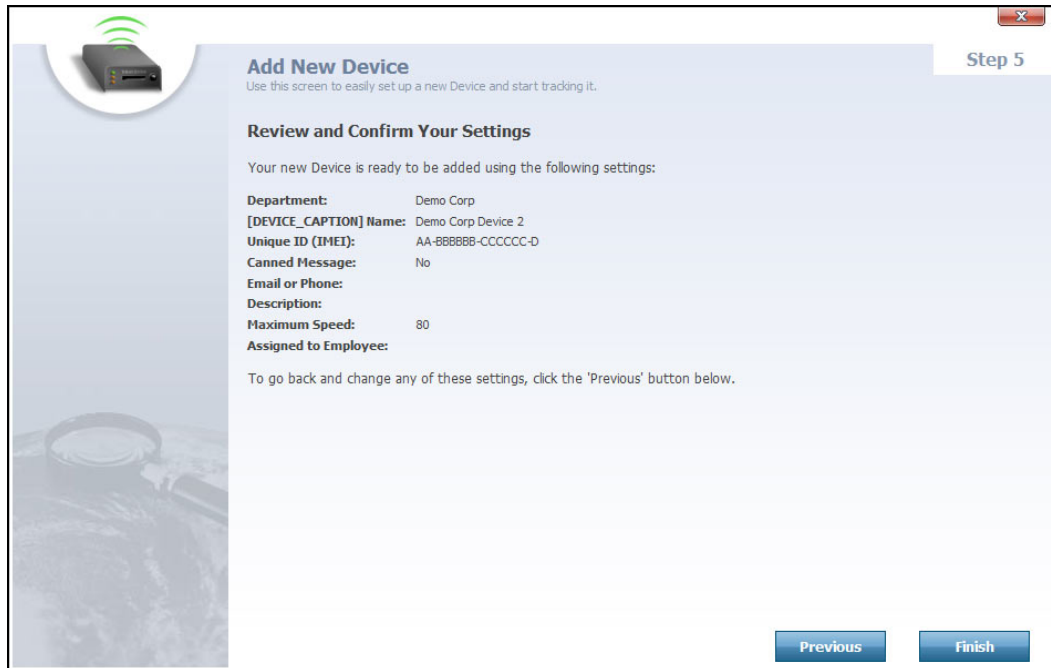 X
Step 5
Add New Device
Use this screen to easily set up a new Device and start tracking it.
Review and Confirm Your Settings
Your new Device is ready to be added using the following settings:
Department: Demo Corp
[DEVICE_CAPTION] Name: Demo Corp Device 2
Unique ID (IMEI): AA-BBBBBB-CCCCCC-D
Canned Message: No
Email or Phone:
Description:
Maximum Speed: 80
Assigned to Employee:
To go back and change any of these settings, click the 'Previous' button below.
Previous Finish